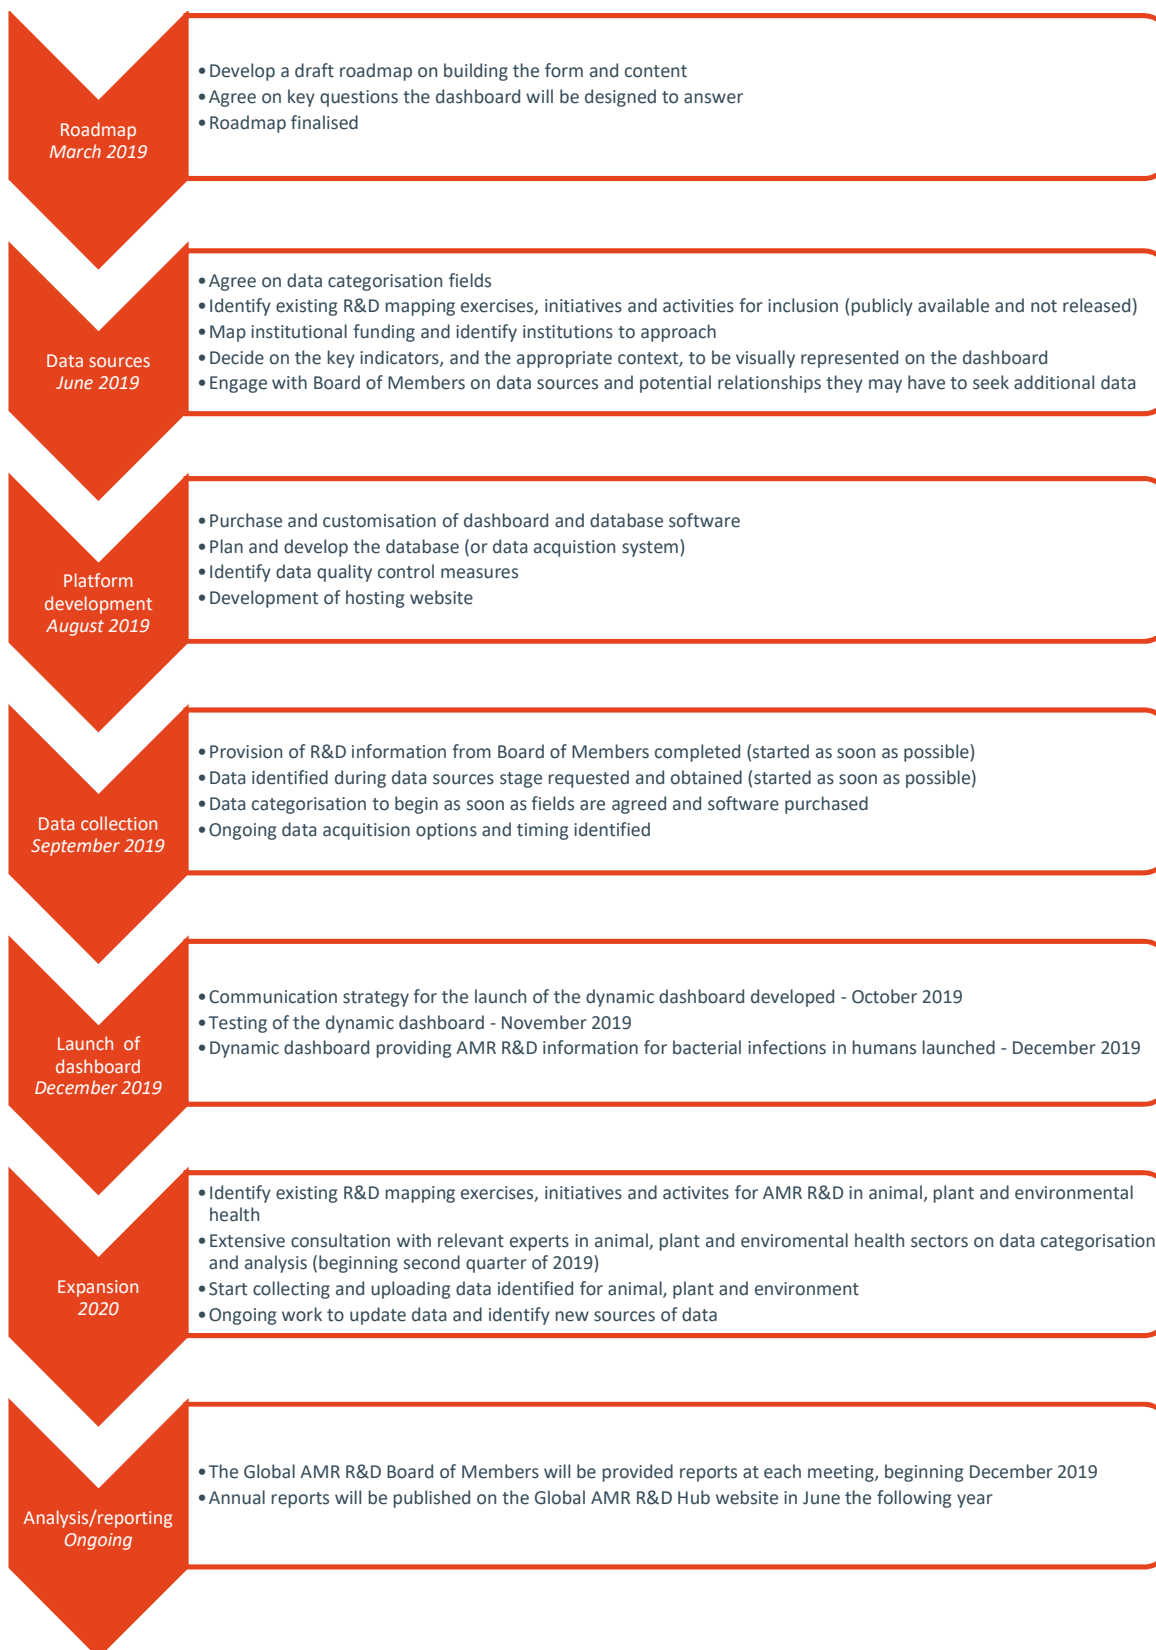 Roadmap
March 2019
•Develop a draft roadmap on building the form and content
•Agree on key questions the dashboard will be designed to answer
•Roadmap finalised
Data sources
June 2019
•Agree on data categorisation fields
•Identify existing R&D mapping exercises, initiatives and activities for inclusion (publicly available and not released)
•Map institutional funding and identify institutions to approach
•Decide on the key indicators, and the appropriate context, to be visually represented on the dashboard
•Engage with Board of Members on data sources and potential relationships they may have to seek additional data
Platform
development
August 2019
•Purchase and customisation of dashboard and database software
•Plan and develop the database (or data acquistion system)
•Identify data quality control measures
•Development of hosting website
Data collection
September 2019
•Provision of R&D information from Board of Members completed (started as soon as possible)
•Data identified during data sources stage requested and obtained (started as soon as possible)
•Data categorisation to begin as soon as fields are agreed and software purchased
•Ongoing data acquitision options and timing identified
Launch of
dashboard
December 2019
•Communication strategy for the launch of the dynamic dashboard developed - October 2019
•Testing of the dynamic dashboard - November 2019
•Dynamic dashboard providing AMR R&D information for bacterial infections in humans launched - December 2019
Expansion
2020
•Identify existing R&D mapping exercises, initiatives and activites for AMR R&D in animal, plant and environmental
health
•Extensive consultation with relevant experts in animal, plant and enviromental health sectors on data categorisation
and analysis (beginning second quarter of 2019)
•Start collecting and uploading data identified for animal, plant and environment
•Ongoing work to update data and identify new sources of data
Analysis/reporting
Ongoing
•The Global AMR R&D Board of Members will be provided reports at each meeting, beginning December 2019
•Annual reports will be published on the Global AMR R&D Hub website in June the following year